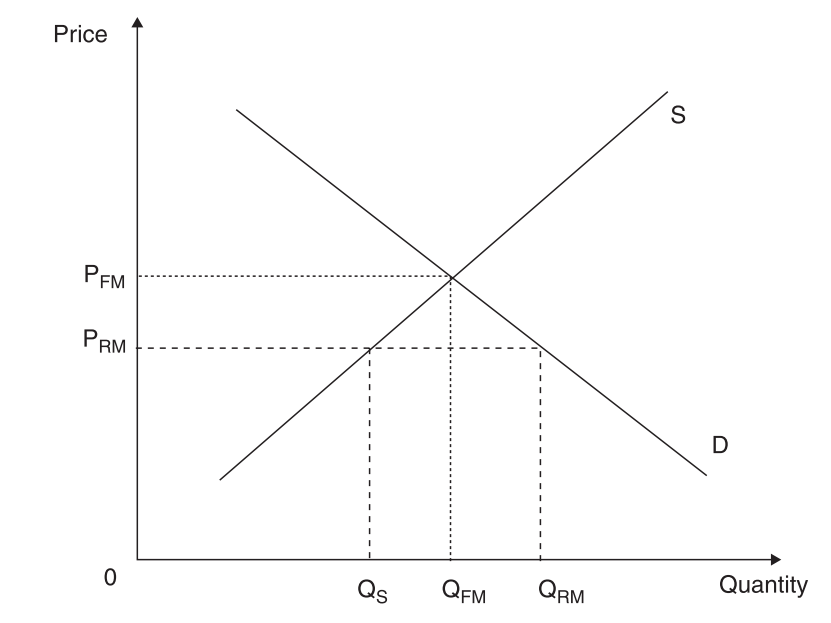 Price
S
P_FM
P_RM
D
0
Q_S Q_FM Q_RM
Quantity